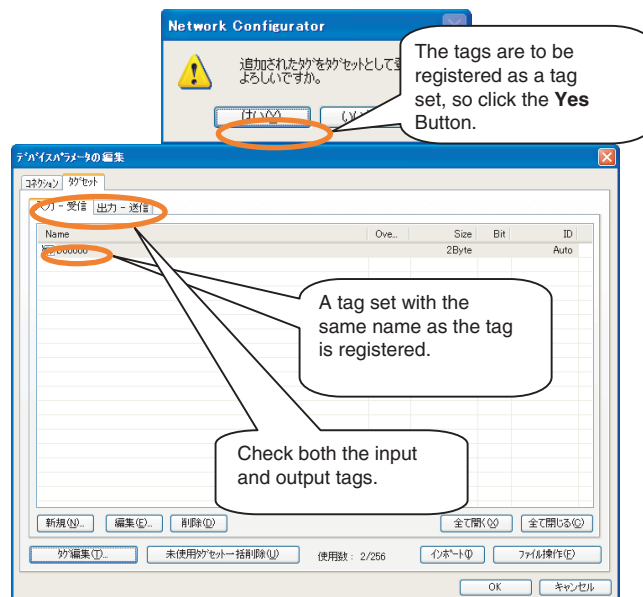 Network Configurator
追加されたタグをタグセットとして
よろしいですか。
はい(Y)
The tags are to be
registered as a tag
set, so click the Yes
Button.
デバイスパラメータの編集
コネクション タグセット
入力 - 受信 出力 - 送信
Name Ove... Size Bit ID
D00000 2Byte Auto
A tag set with the
same name as the tag
is registered.
Check both the input
and output tags.
新規(N)... 編集(E)... 削除(D) 全て開く(X) 全て閉じる(C)
タグ編集(T)... 未使用タグセット一括削除(U) 使用数 : 2/256 インポート(I) ファイル操作(F)
OK キャンセル